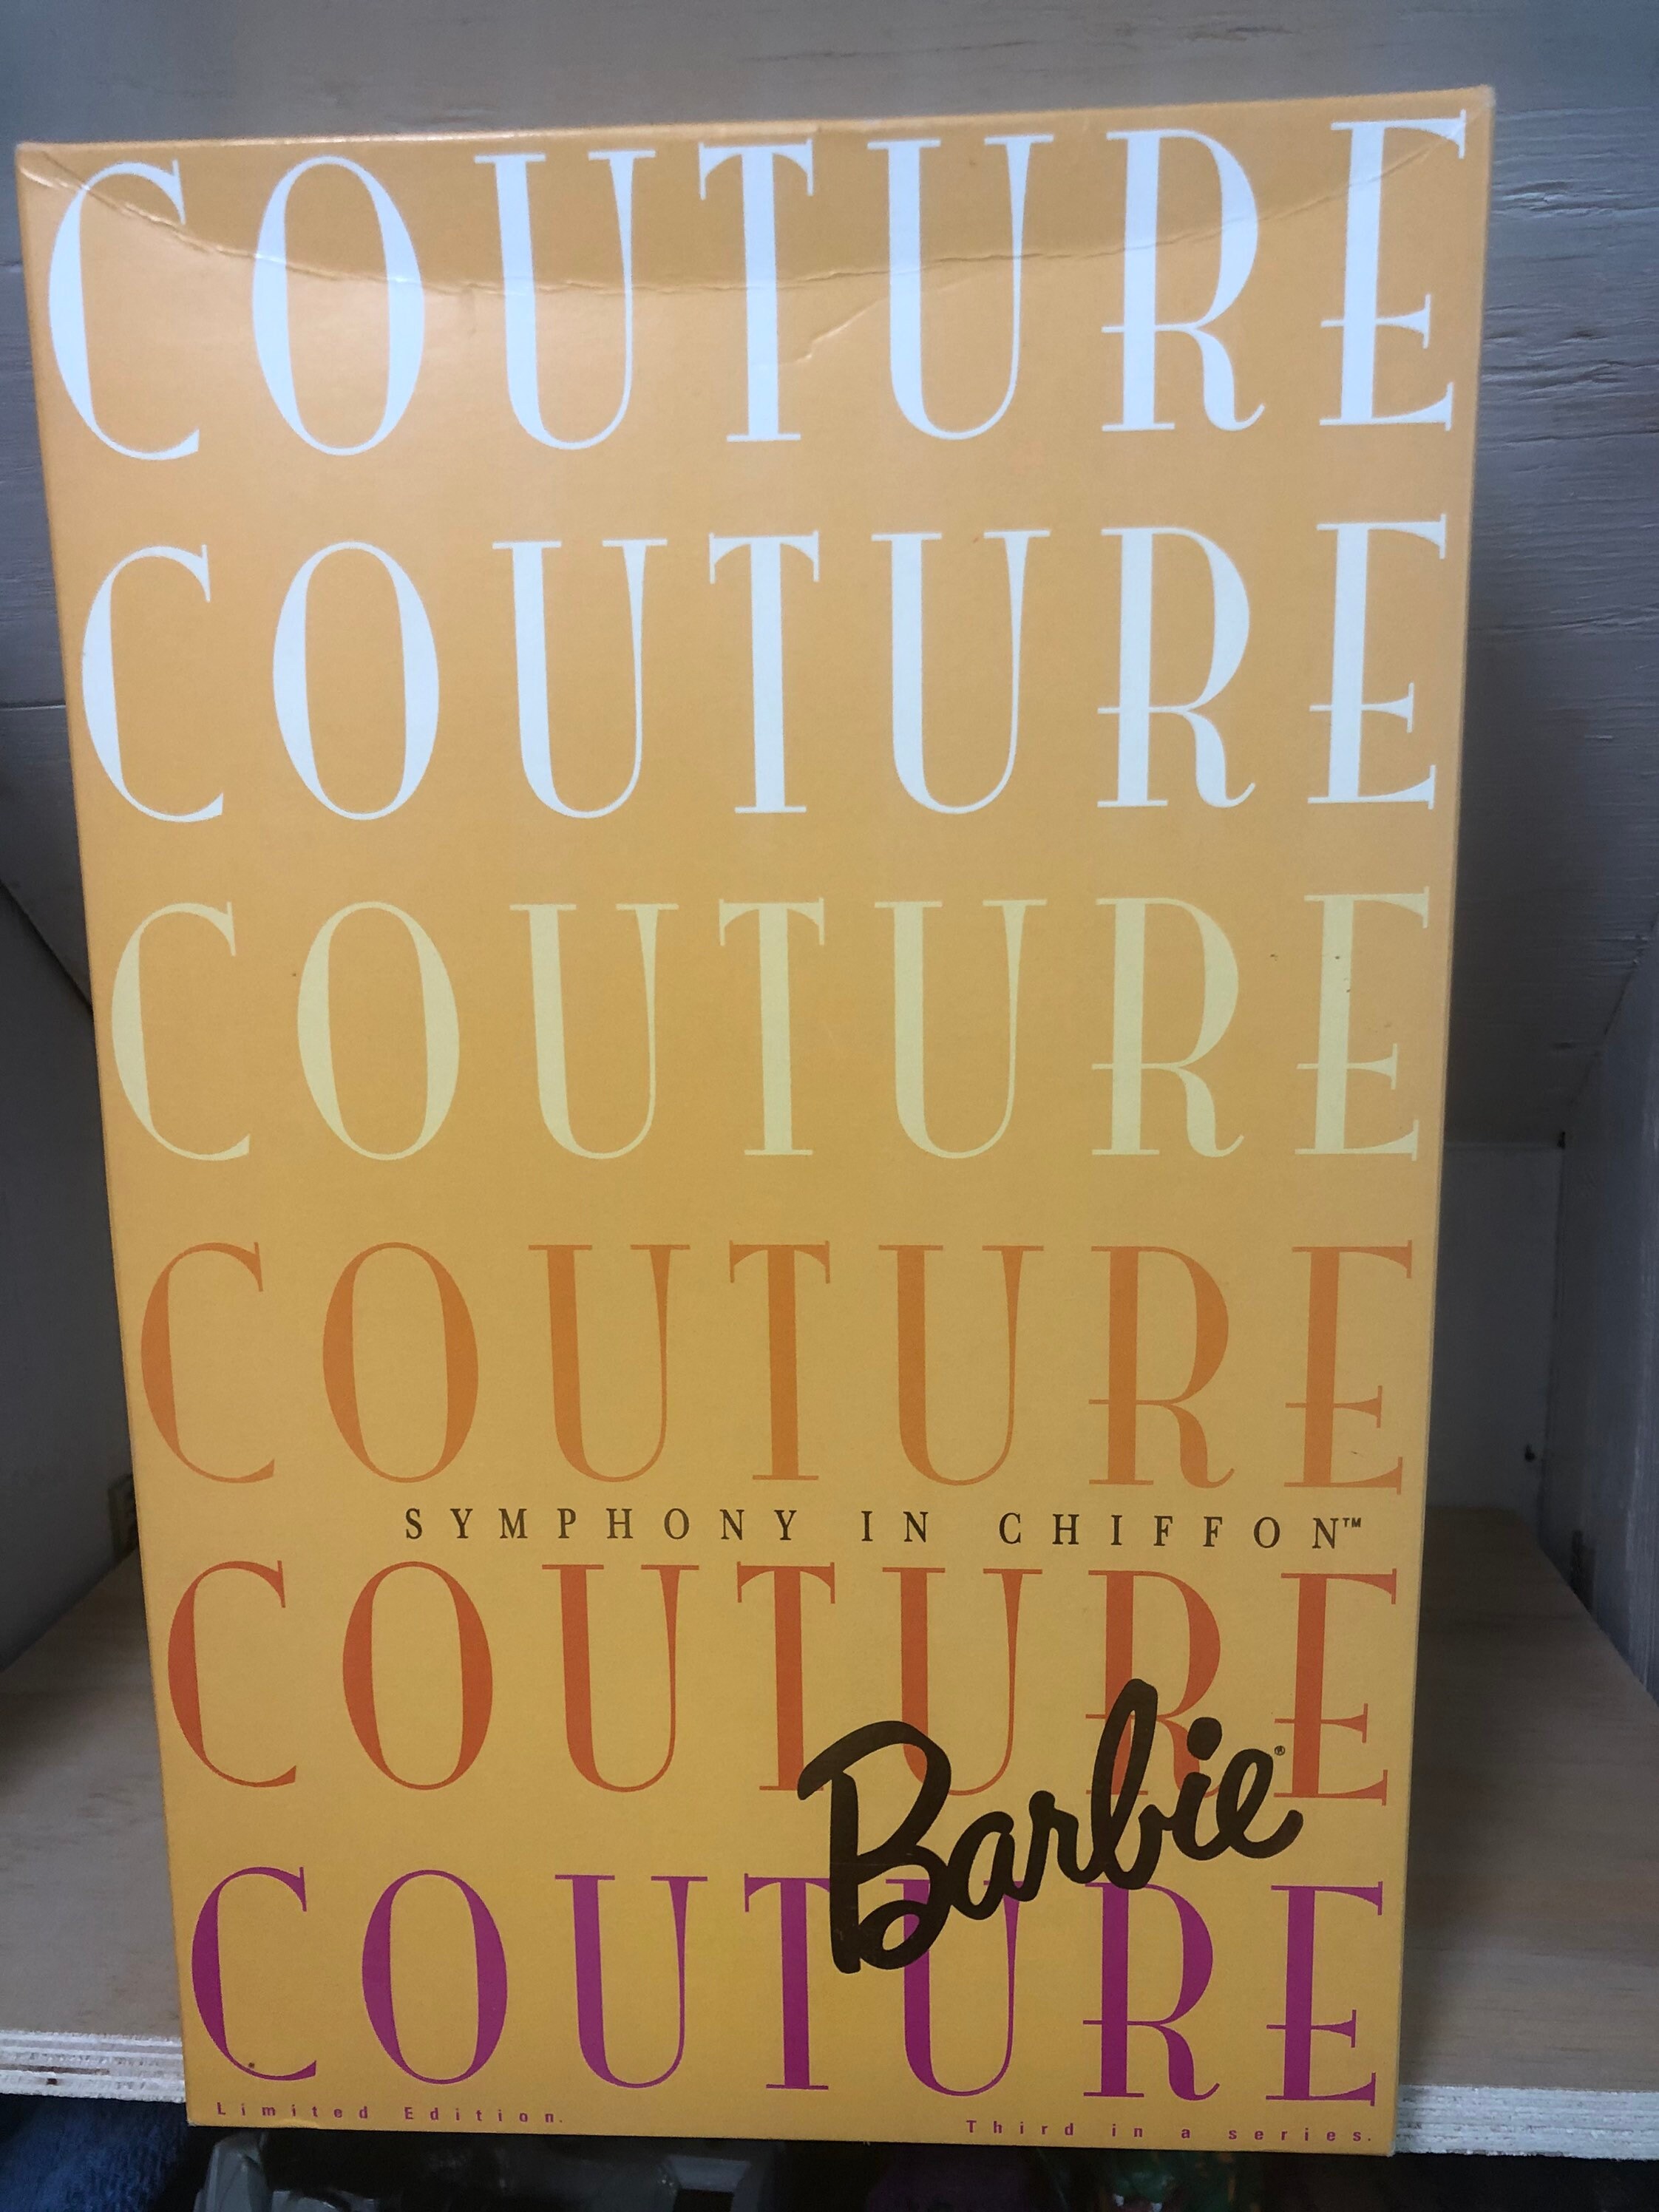 COUTURE
COUTURE
COUTURE
COUTURE
SYMPHONY IN CHIFFON™
COUTURE
Barbie®
COUTURE
Limited Edition.
Third in a series.